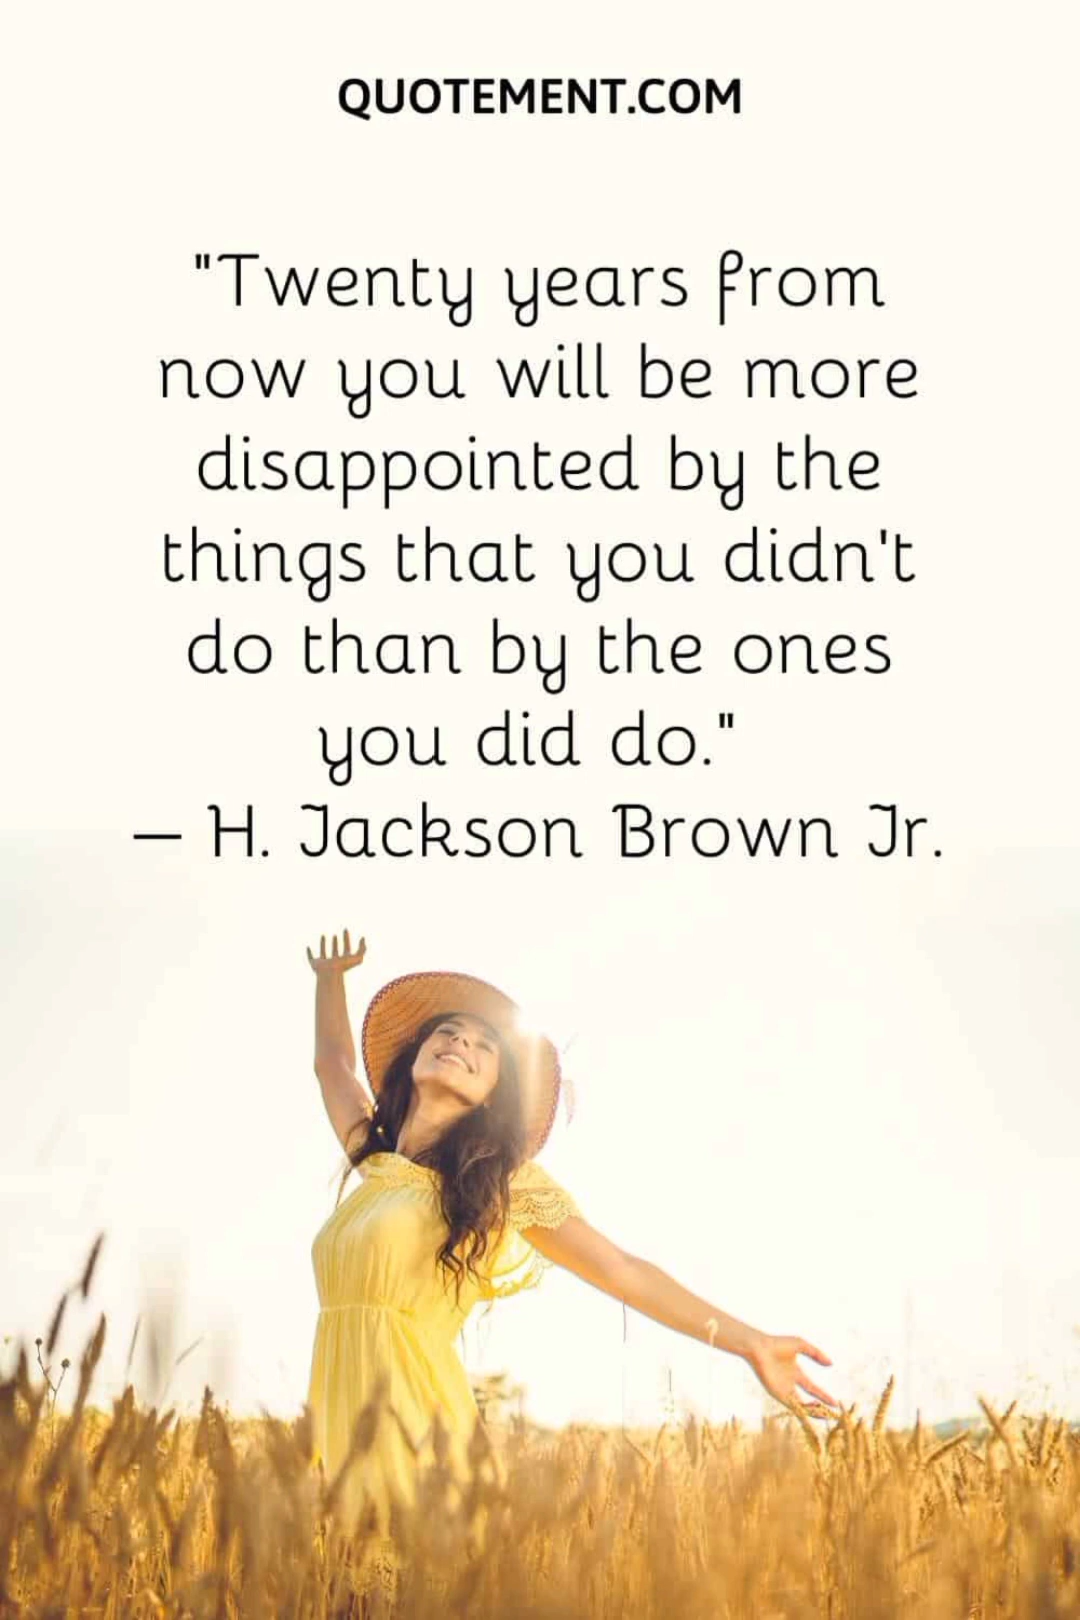 QUOTEMENT.COM
"Twenty years from
now you will be more
disappointed by the
things that you didn't
do than by the ones
you did do."
– H. Jackson Brown Jr.